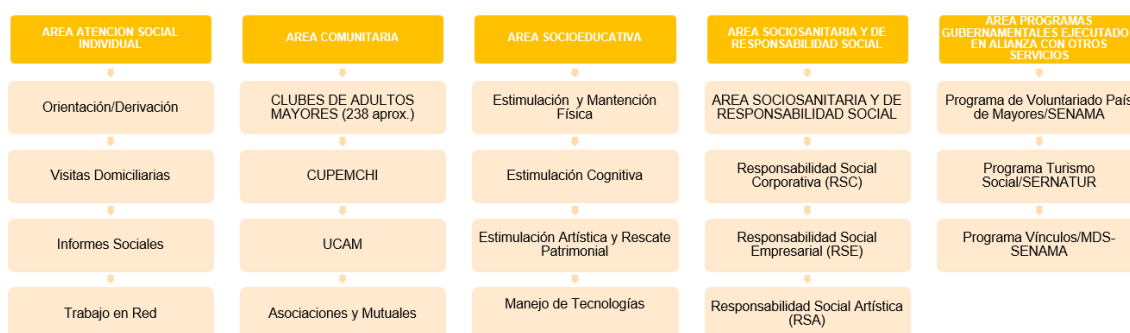 AREA ATENCION SOCIAL
INDIVIDUAL
Orientación/Derivación
Visitas Domiciliarias
Informes Sociales
Trabajo en Red
AREA COMUNITARIA
CLUBES DE ADULTOS
MAYORES (238 aprox.)
CUPEMCHI
UCAM
Asociaciones y Mutuales
AREA SOCIOEDUCATIVA
Estimulación y Mantención
Física
Estimulación Cognitiva
Estimulación Artística y Rescate
Patrimonial
Manejo de Tecnologías
AREA SOCIOSANITARIA Y DE
RESPONSABILIDAD SOCIAL
AREA SOCIOSANITARIA Y DE
RESPONSABILIDAD SOCIAL
Responsabilidad Social
Corporativa (RSC)
Responsabilidad Social
Empresarial (RSE)
Responsabilidad Social Artística
(RSA)
AREA PROGRAMAS
GUBERNAMENTALES EJECUTADO
EN ALIANZA CON OTROS
SERVICIOS
Programa de Voluntariado País
de Mayores/SENAMA
Programa Turismo
Social/SERNATUR
Programa Vínculos/MDS-
SENAMA